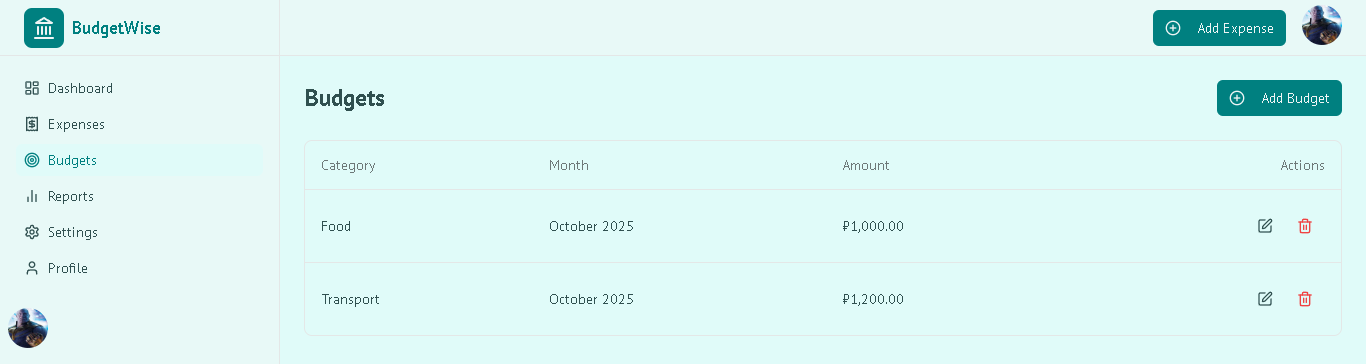 BudgetWise
Add Expense
Dashboard
Expenses
Budgets
Reports
Settings
Profile
Budgets
Add Budget
Category Month Amount Actions
Food October 2025 ₱1,000.00
Transport October 2025 ₱1,200.00